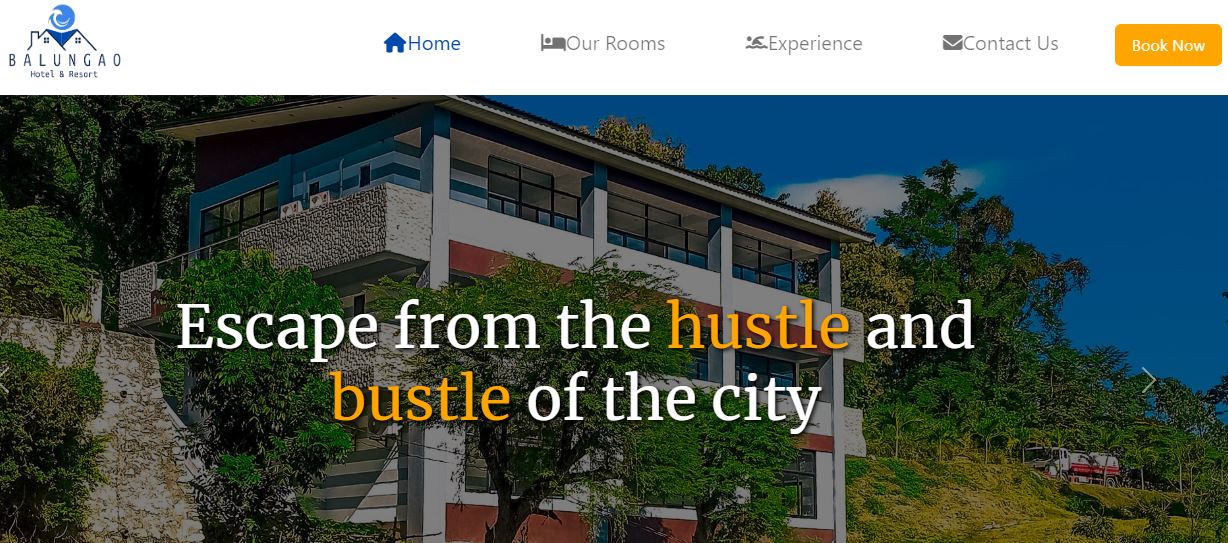 BALUNGAO
Hotel & Resort
Home
Our Rooms
Experience
Contact Us
Book Now
Escape from the hustle and
bustle of the city